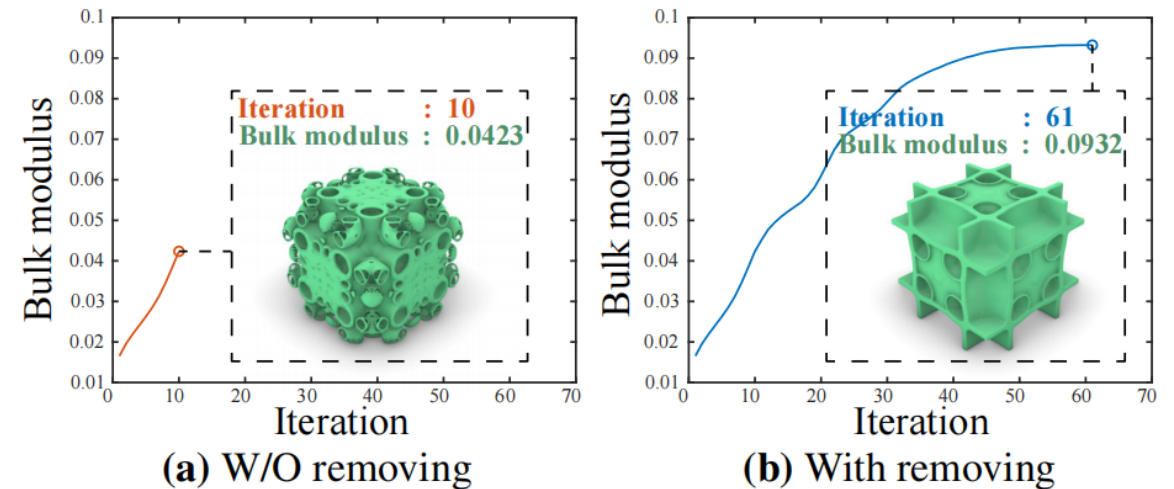 Bulk modulus
0.1
0.09
0.08
0.07
0.06
0.05
0.04
0.03
0.02
0.01
0 10 20 30 40 50 60 70
Iteration
Iteration : 10
Bulk modulus : 0.0423
(a) W/O removing
Bulk modulus
0.1
0.09
0.08
0.07
0.06
0.05
0.04
0.03
0.02
0.01
0 10 20 30 40 50 60 70
Iteration
Iteration : 61
Bulk modulus : 0.0932
(b) With removing